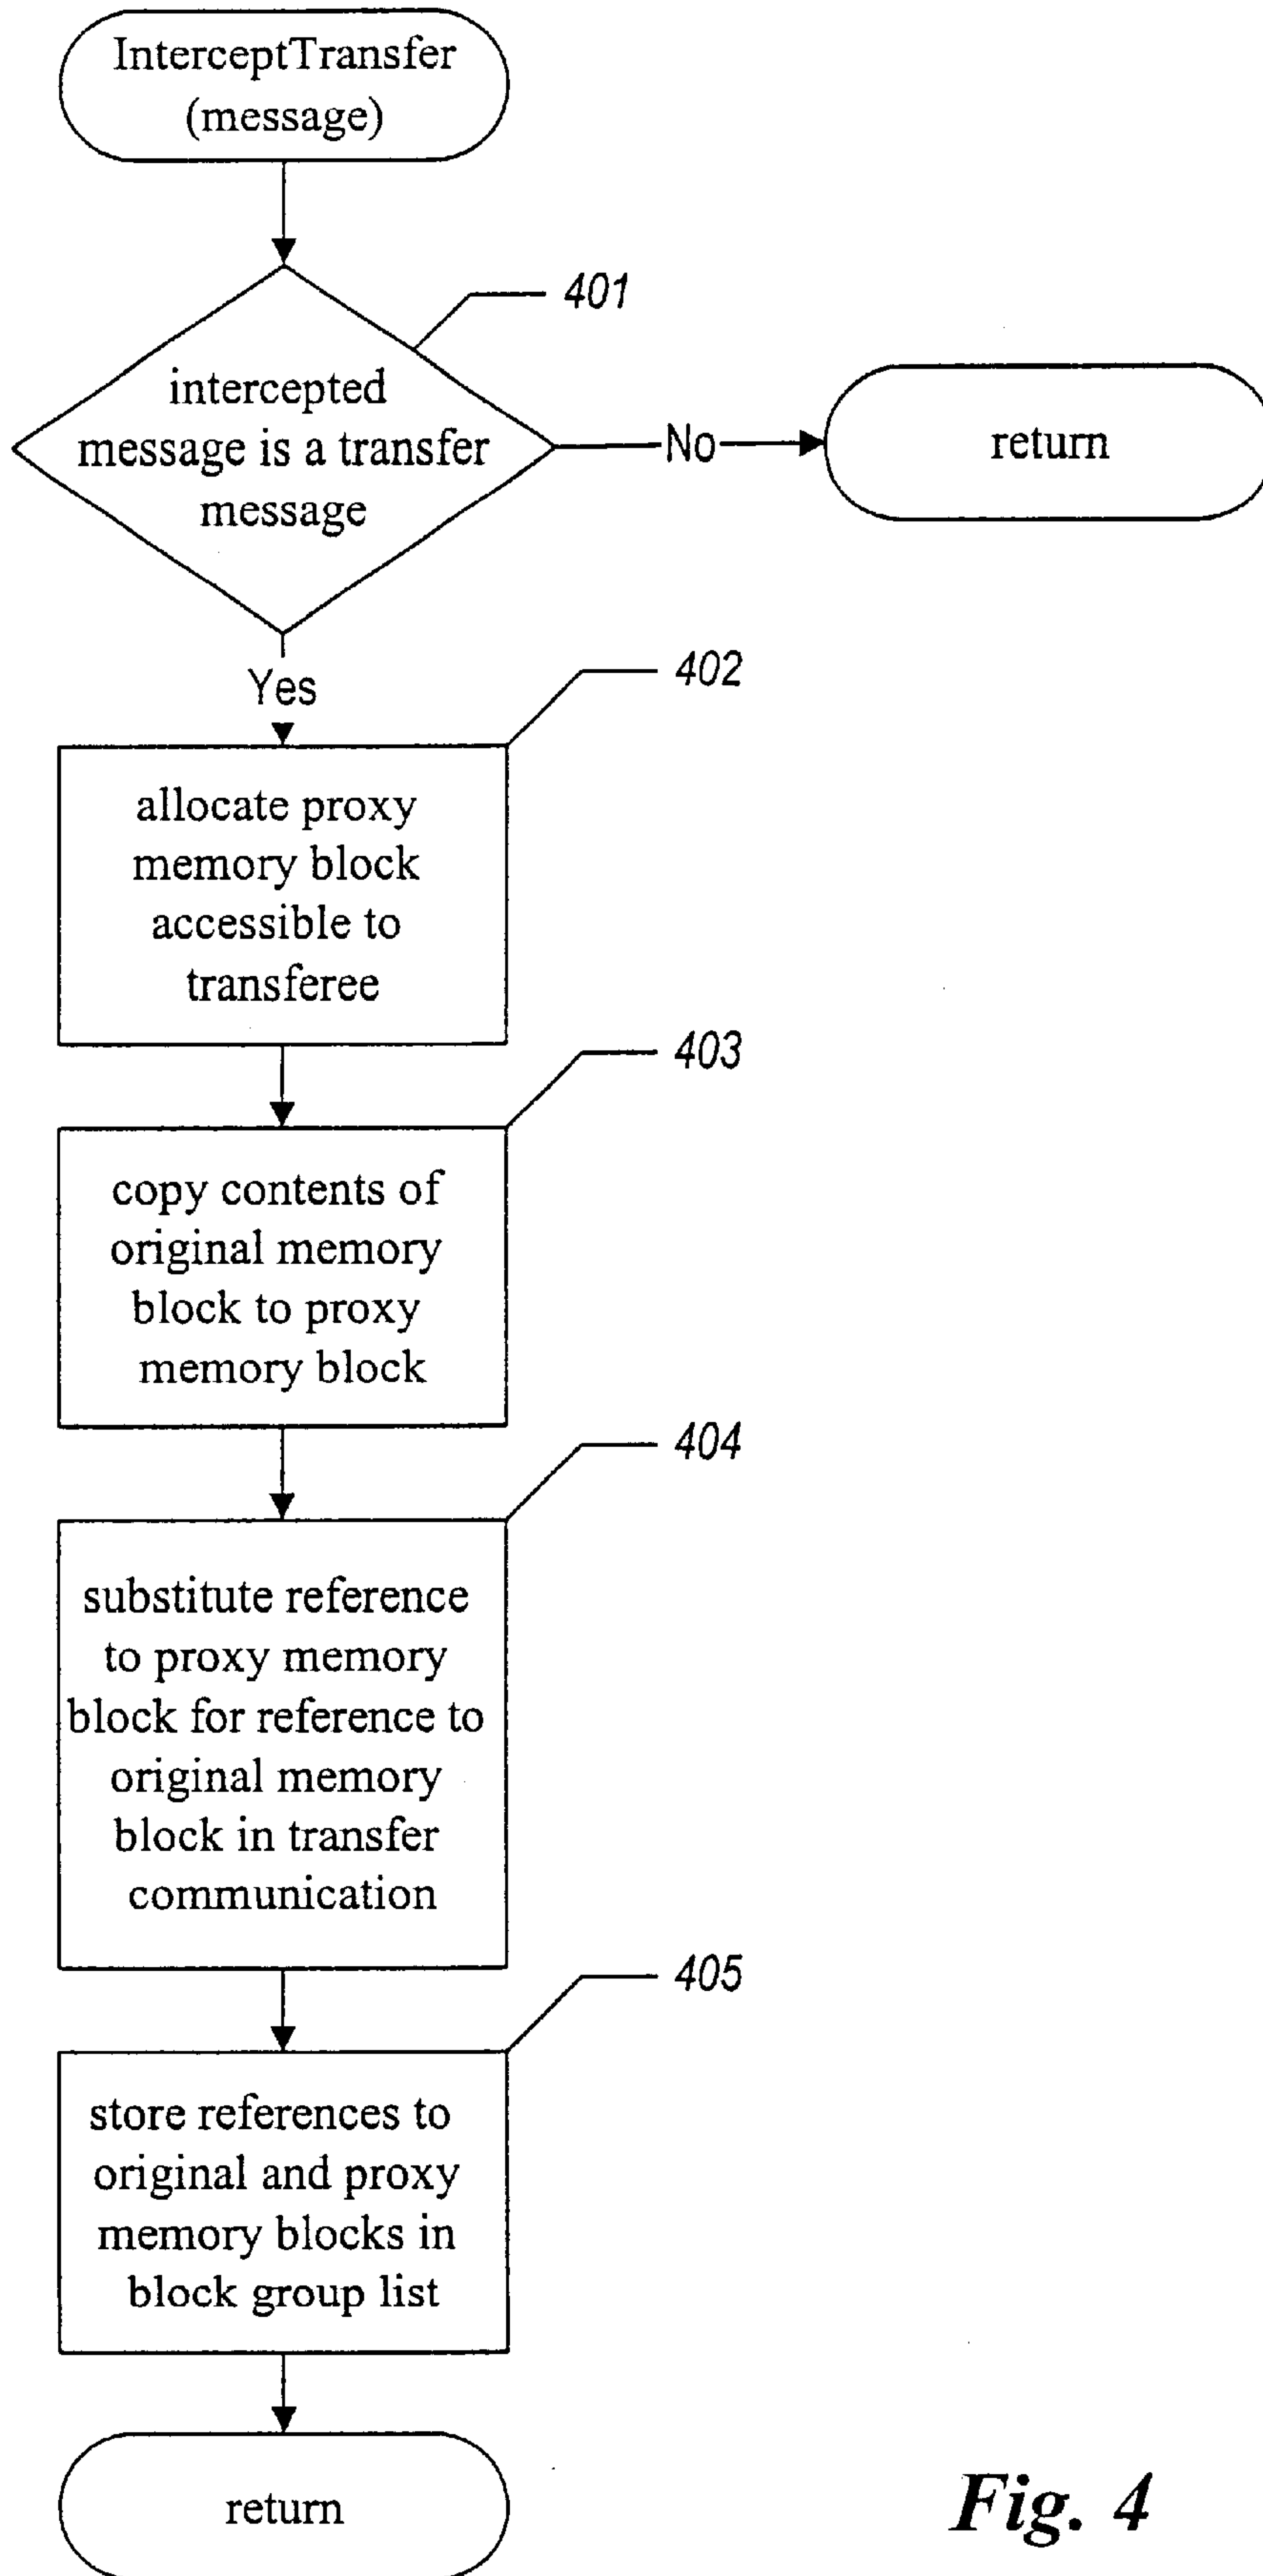 InterceptTransfer
(message)
401
intercepted
message is a transfer
message
No
return
Yes
402
allocate proxy
memory block
accessible to
transferee
403
copy contents of
original memory
block to proxy
memory block
404
substitute reference
to proxy memory
block for reference to
original memory
block in transfer
communication
405
store references to
original and proxy
memory blocks in
block group list
return
Fig. 4